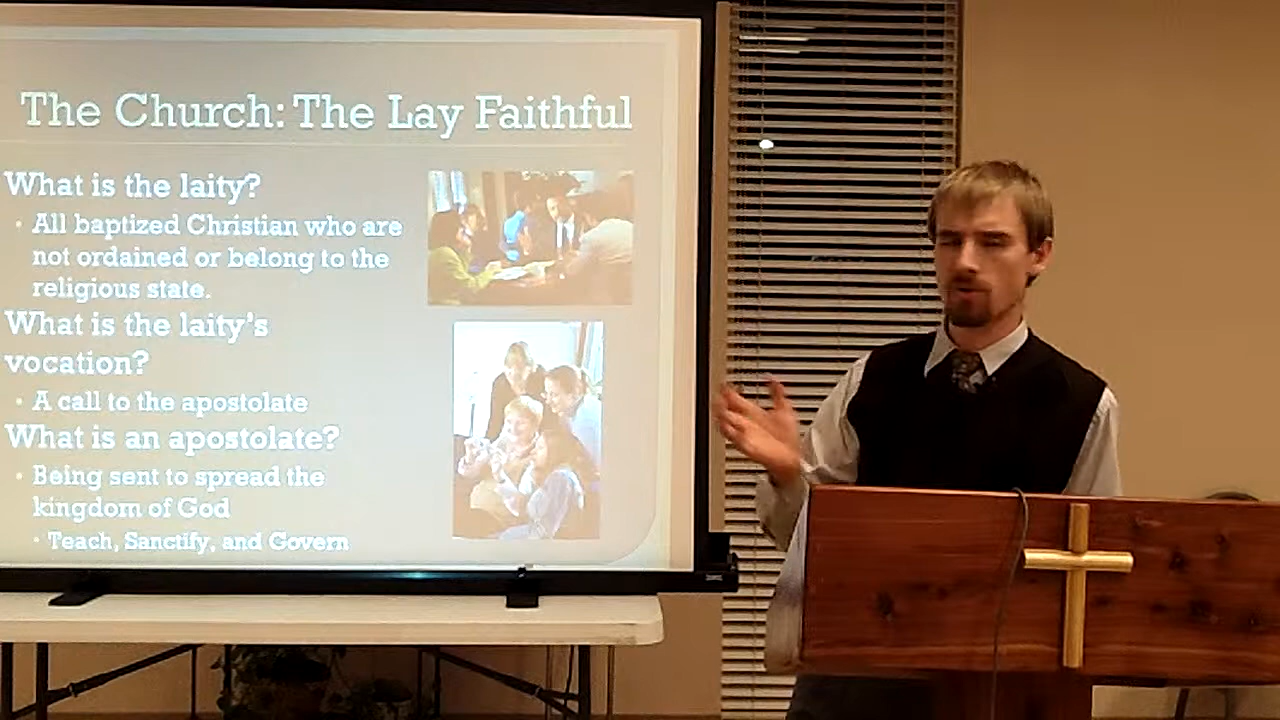 The Church: The Lay Faithful
What is the laity?
• All baptized Christian who are
not ordained or belong to the
religious state.
What is the laity's
vocation?
• A call to the apostolate
What is an apostolate?
• Being sent to spread the
kingdom of God
• Teach, Sanctify, and Govern